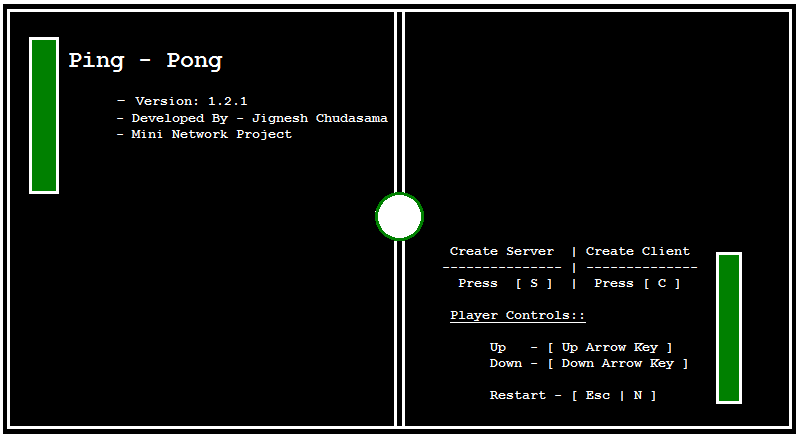 Ping - Pong
- Version: 1.2.1
- Developed By - Jignesh Chudasama
- Mini Network Project
Create Server | Create Client
--------------- | --------------
Press [ S ] | Press [ C ]
Player Controls::
Up - [ Up Arrow Key ]
Down - [ Down Arrow Key ]
Restart - [ Esc | N ]